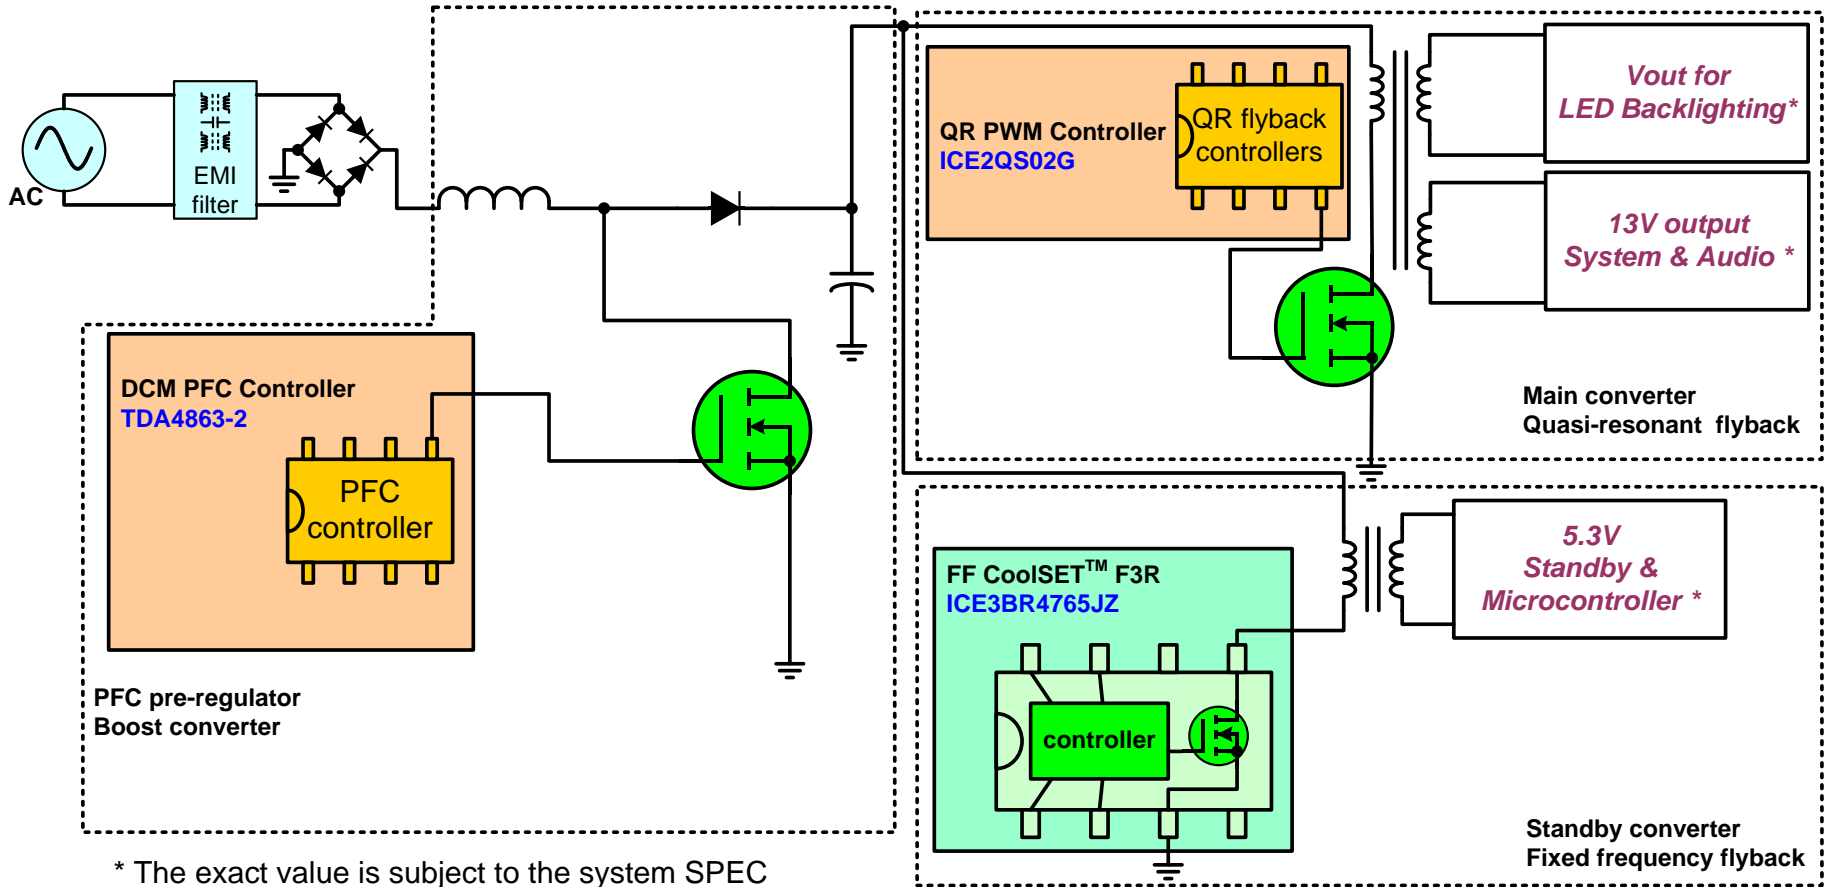 AC
EMI
filter
DCM PFC Controller
TDA4863-2
PFC
controller
PFC pre-regulator
Boost converter
* The exact value is subject to the system SPEC
QR PWM Controller
ICE2QS02G
QR flyback
controllers
Vout for
LED Backlighting*
13V output
System & Audio *
Main converter
Quasi-resonant flyback
FF CoolSET™ F3R
ICE3BR4765JZ
controller
5.3V
Standby &
Microcontroller *
Standby converter
Fixed frequency flyback